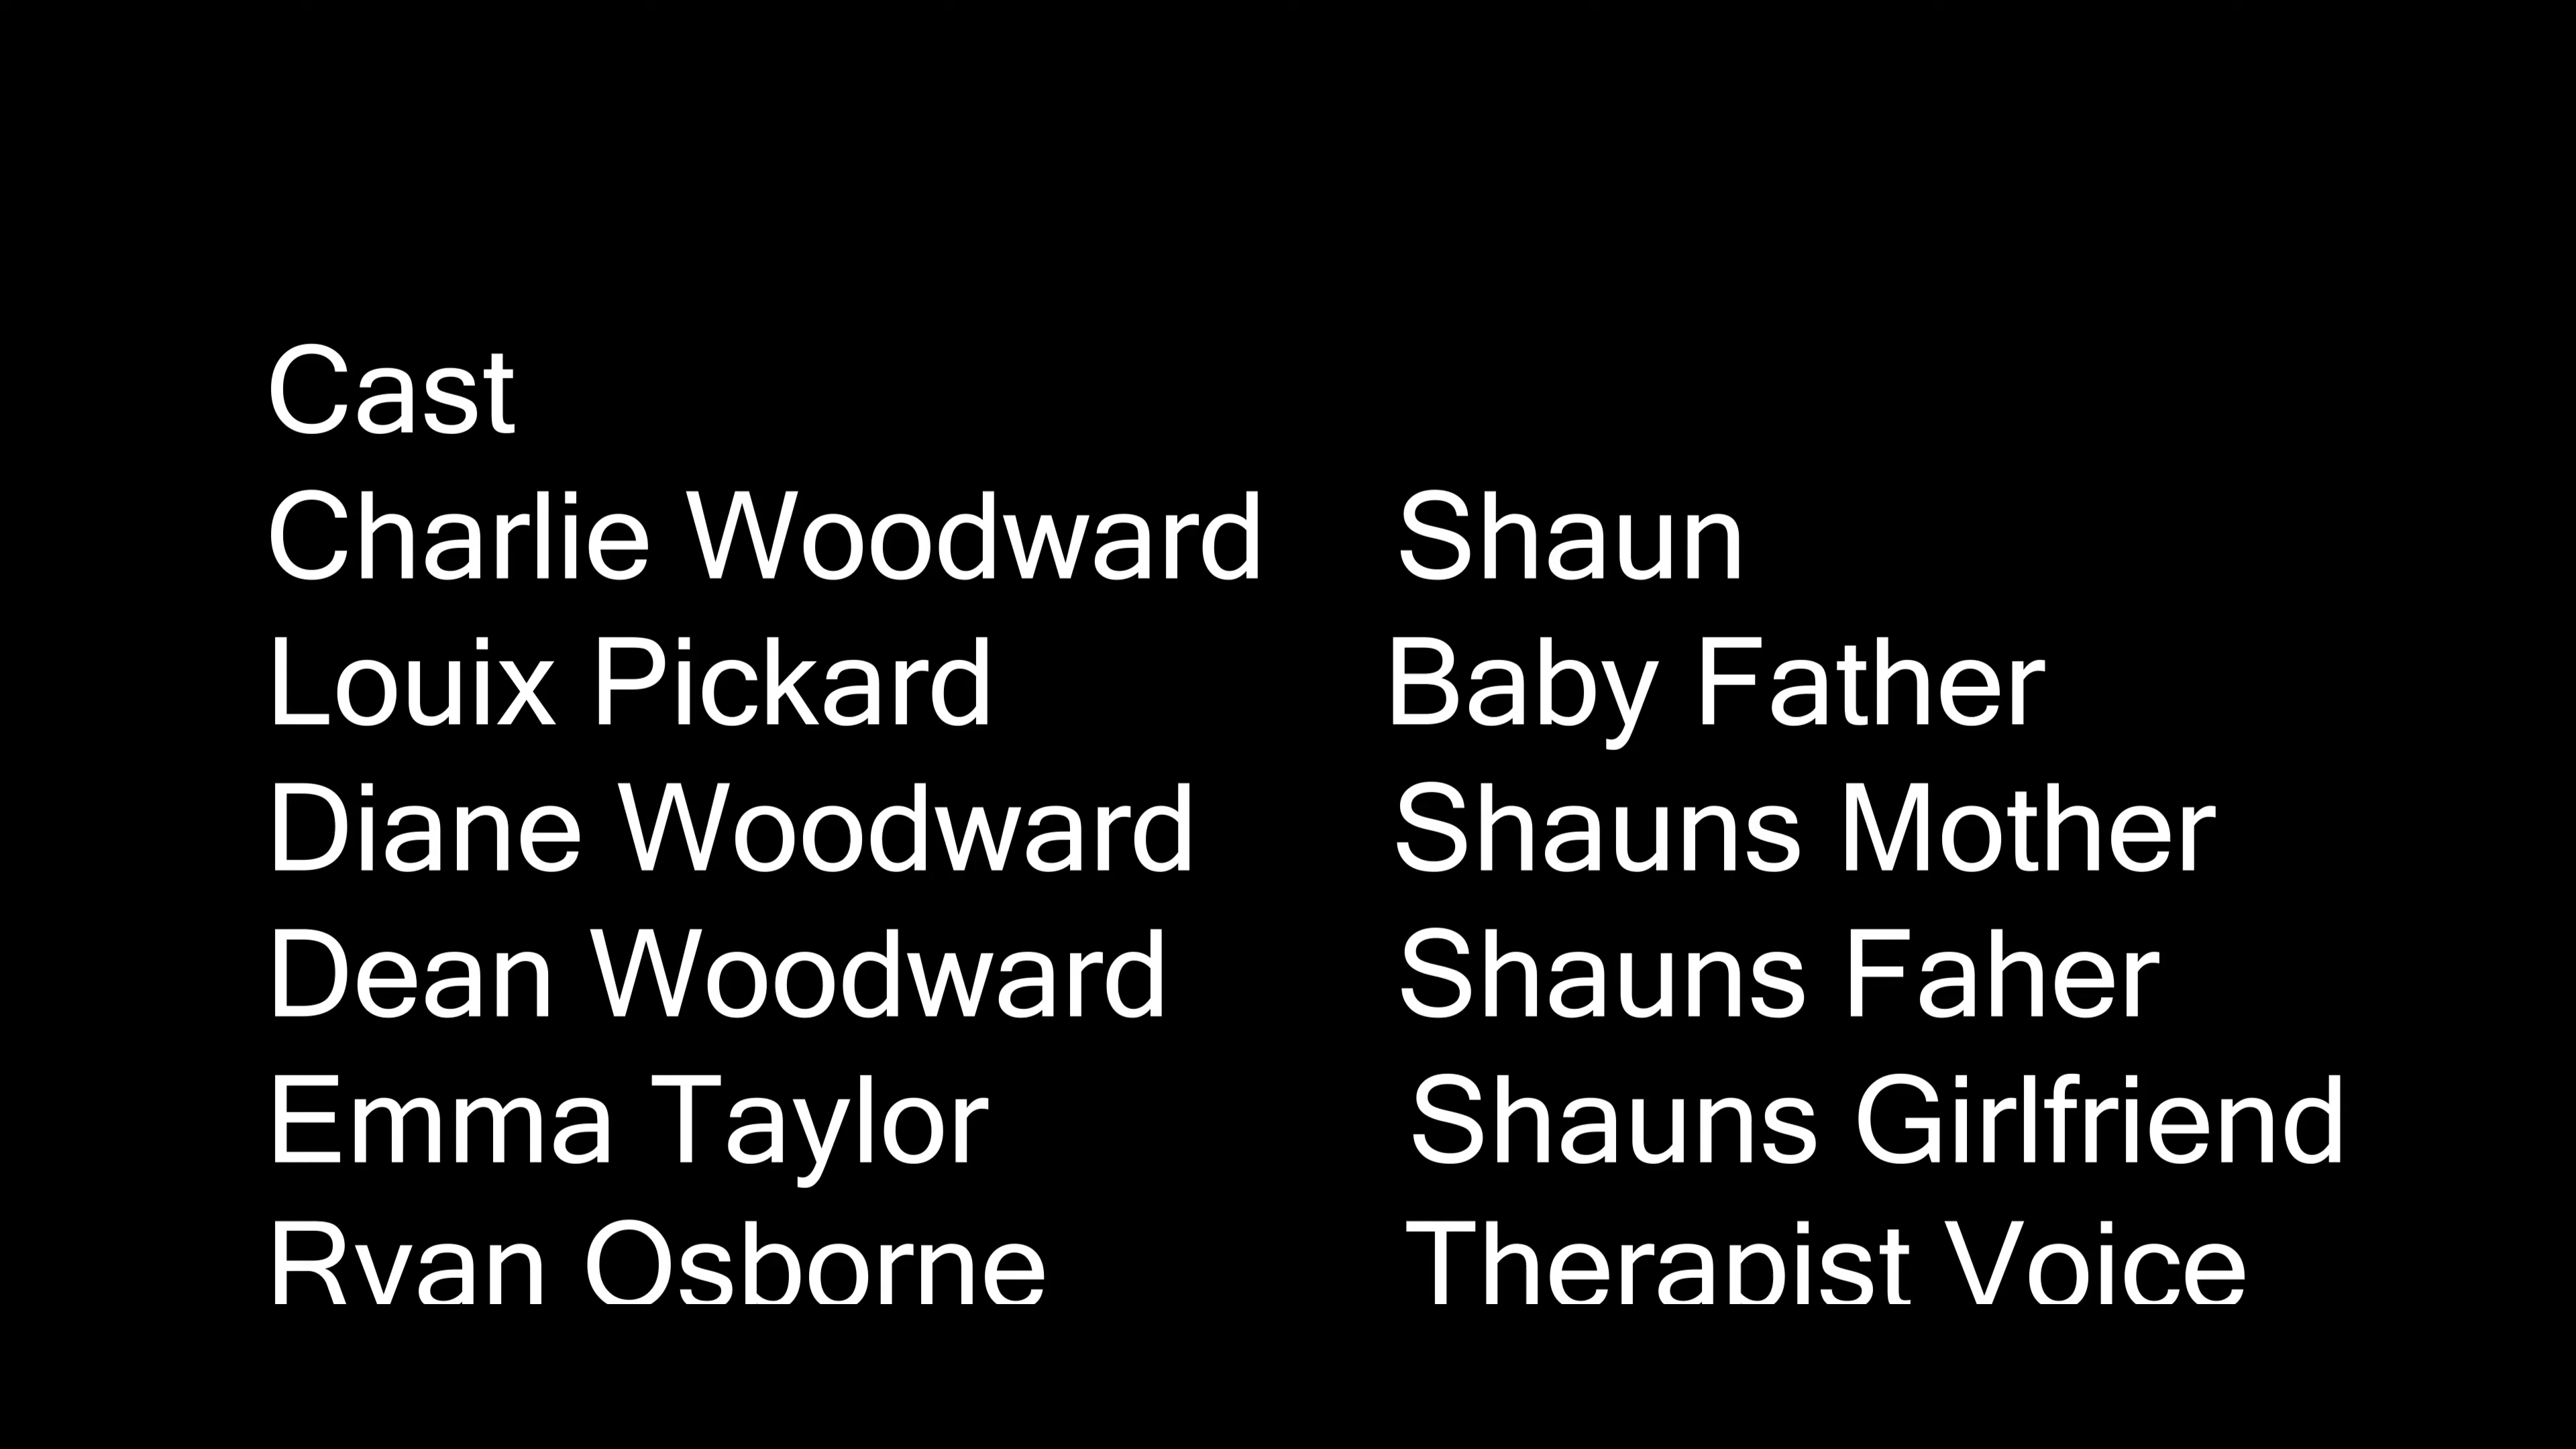 Cast
Charlie Woodward Shaun
Louix Pickard Baby Father
Diane Woodward Shauns Mother
Dean Woodward Shauns Faher
Emma Taylor Shauns Girlfriend
Ryan Osborne Therapist Voice